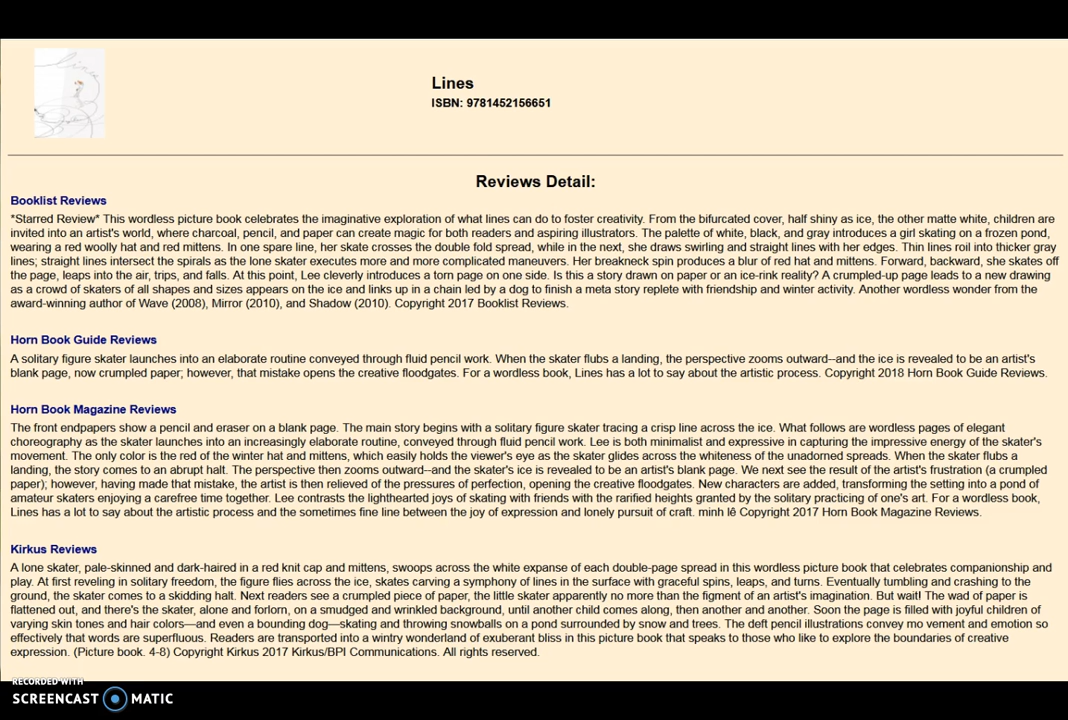 Lines
ISBN: 9781452156651
Reviews Detail:
Booklist Reviews
*Starred Review* This wordless picture book celebrates the imaginative exploration of what lines can do to foster creativity. From the bifurcated cover, half shiny as ice, the other matte white, children are
invited into an artist's world, where charcoal, pencil, and paper can create magic for both readers and aspiring illustrators. The palette of white, black, and gray introduces a girl skating on a frozen pond,
wearing a red woolly hat and red mittens. In one spare line, her skate crosses the double fold spread, while in the next, she draws swirling and straight lines with her edges. Thin lines roil into thicker gray
lines; straight lines intersect the spirals as the lone skater executes more and more complicated maneuvers. Her breakneck spin produces a blur of red hat and mittens. Forward, backward, she skates off
the page, leaps into the air, trips, and falls. At this point, Lee cleverly introduces a torn page on one side. Is this a story drawn on paper or an ice-rink reality? A crumpled-up page leads to a new drawing
as a crowd of skaters of all shapes and sizes appears on the ice and links up in a chain led by a dog to finish a meta story replete with friendship and winter activity. Another wordless wonder from the
award-winning author of Wave (2008), Mirror (2010), and Shadow (2010). Copyright 2017 Booklist Reviews.
Horn Book Guide Reviews
A solitary figure skater launches into an elaborate routine conveyed through fluid pencil work. When the skater flubs a landing, the perspective zooms outward--and the ice is revealed to be an artist's
blank page, now crumpled paper; however, that mistake opens the creative floodgates. For a wordless book, Lines has a lot to say about the artistic process. Copyright 2018 Horn Book Guide Reviews.
Horn Book Magazine Reviews
The front endpapers show a pencil and eraser on a blank page. The main story begins with a solitary figure skater tracing a crisp line across the ice. What follows are wordless pages of elegant
choreography as the skater launches into an increasingly elaborate routine, conveyed through fluid pencil work. Lee is both minimalist and expressive in capturing the impressive energy of the skater's
movement. The only color is the red of the winter hat and mittens, which easily holds the viewer's eye as the skater glides across the whiteness of the unadorned spreads. When the skater flubs a
landing, the story comes to an abrupt halt. The perspective then zooms outward--and the skater's ice is revealed to be an artist's blank page. We next see the result of the artist's frustration (a crumpled
paper); however, having made that mistake, the artist is then relieved of the pressures of perfection, opening the creative floodgates. New characters are added, transforming the setting into a pond of
amateur skaters enjoying a carefree time together. Lee contrasts the lighthearted joys of skating with friends with the rarified heights granted by the solitary practicing of one's art. For a wordless book,
Lines has a lot to say about the artistic process and the sometimes fine line between the joy of expression and lonely pursuit of craft. minh lê Copyright 2017 Horn Book Magazine Reviews.
Kirkus Reviews
A lone skater, pale-skinned and dark-haired in a red knit cap and mittens, swoops across the white expanse of each double-page spread in this wordless picture book that celebrates companionship and
play. At first reveling in solitary freedom, the figure flies across the ice, skates carving a symphony of lines in the surface with graceful spins, leaps, and turns. Eventually tumbling and crashing to the
ground, the skater comes to a skidding halt. Next readers see a crumpled piece of paper, the little skater apparently no more than the figment of an artist's imagination. But wait! The wad of paper is
flattened out, and there's the skater, alone and forlorn, on a smudged and wrinkled background, until another child comes along, then another and another. Soon the page is filled with joyful children of
varying skin tones and hair colors—and even a bounding dog—skating and throwing snowballs on a pond surrounded by snow and trees. The deft pencil illustrations convey mo vement and emotion so
effectively that words are superfluous. Readers are transported into a wintry wonderland of exuberant bliss in this picture book that speaks to those who like to explore the boundaries of creative
expression. (Picture book. 4-8) Copyright Kirkus 2017 Kirkus/BPI Communications. All rights reserved.
RECORDED WITH
SCREENCAST MATIC